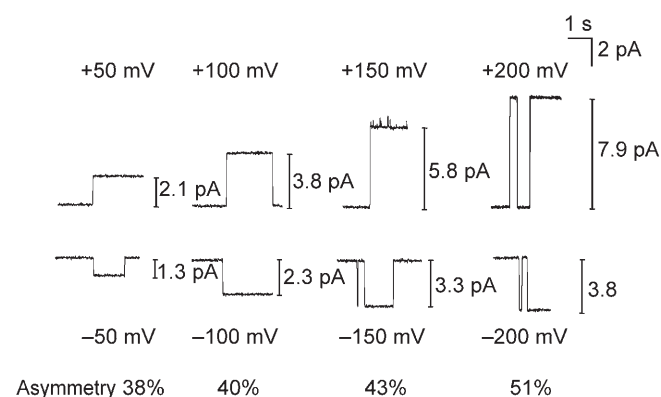 1 s
2 pA
+50 mV +100 mV +150 mV +200 mV
2.1 pA 3.8 pA 5.8 pA 7.9 pA
1.3 pA 2.3 pA 3.3 pA 3.8
–50 mV –100 mV –150 mV –200 mV
Asymmetry 38% 40% 43% 51%